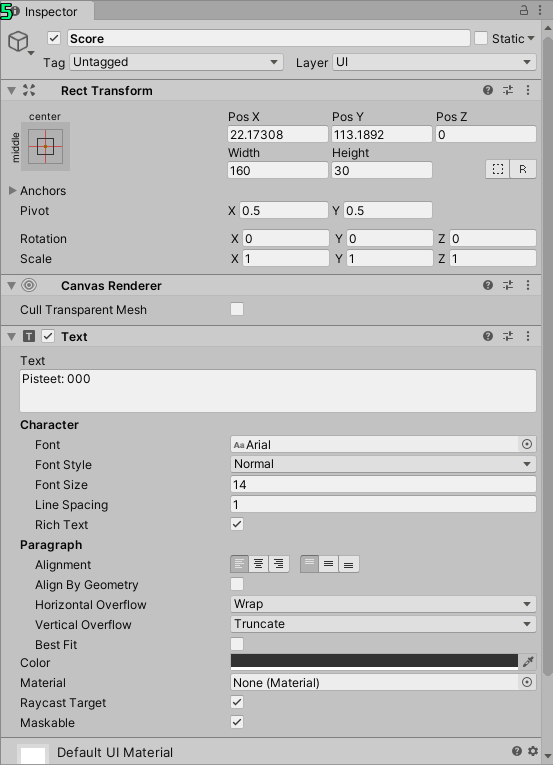 5
Inspector
Score
Static
Tag Untagged Layer UI
Rect Transform
center
middle
Pos X Pos Y Pos Z
22.17308 113.1892 0
Width Height
160 30
R
Anchors
Pivot X 0.5 Y 0.5
Rotation X 0 Y 0 Z 0
Scale X 1 Y 1 Z 1
Canvas Renderer
Cull Transparent Mesh
T Text
Text
Pisteet: 000
Character
Font Aa Arial
Font Style Normal
Font Size 14
Line Spacing 1
Rich Text
Paragraph
Alignment
Align By Geometry
Horizontal Overflow Wrap
Vertical Overflow Truncate
Best Fit
Color
Material None (Material)
Raycast Target
Maskable
Default UI Material